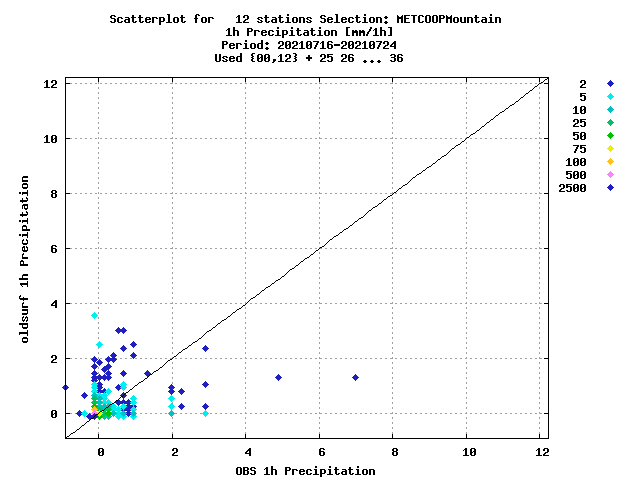 Scatterplot for   12 stations Selection: METCOOPMountain
1h Precipitation [mm/1h]
Period: 20210716-20210724
Used {00,12} + 25 26 ... 36
12
10
8
6
4
2
0
oldsurf 1h Precipitation
0 2 4 6 8 10 12
OBS 1h Precipitation
2
5
10
25
50
75
100
500
2500